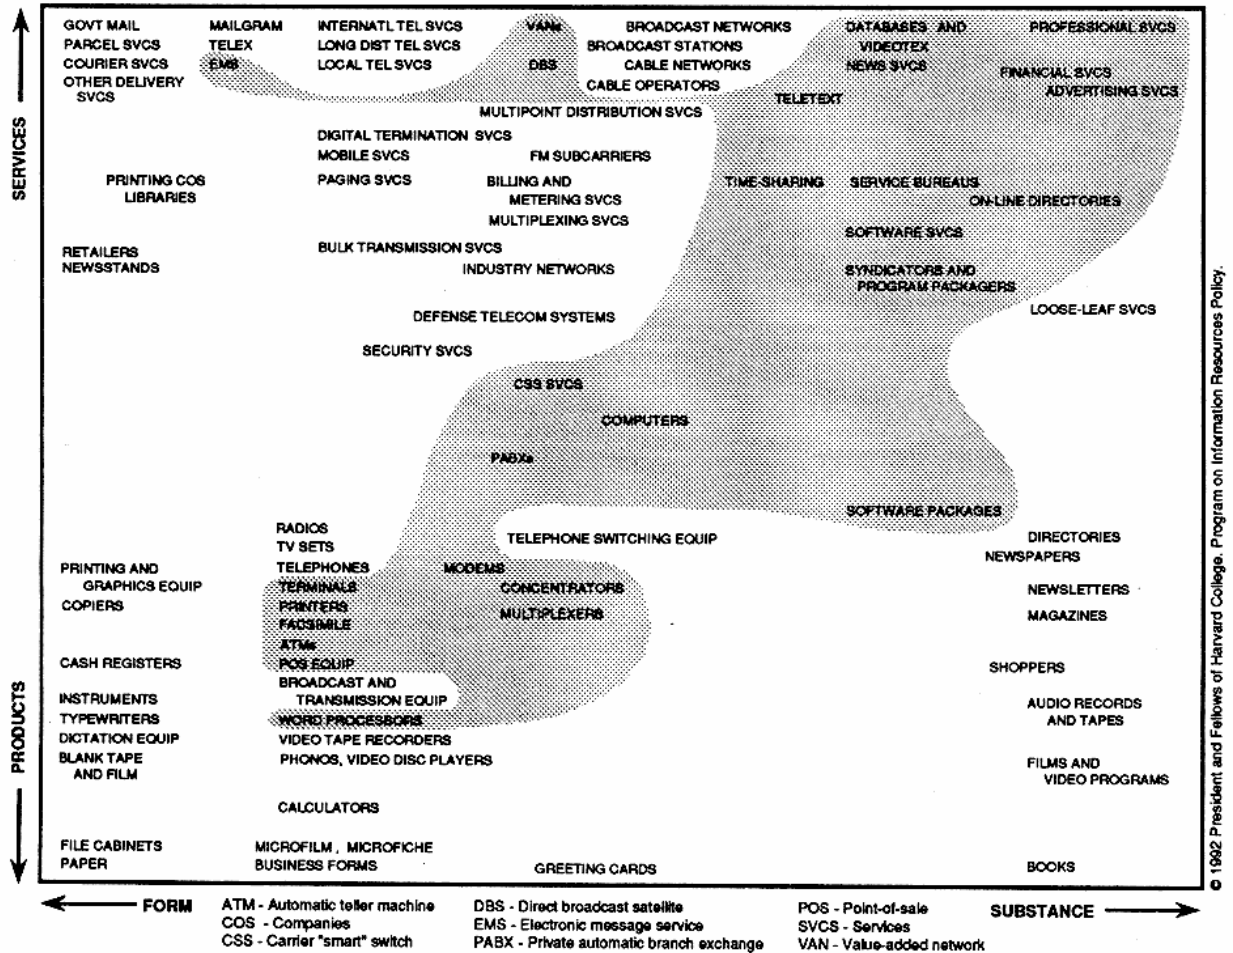 GOVT MAIL MAILGRAM INTERNATL TEL SVCS VANs BROADCAST NETWORKS DATABASES AND PROFESSIONAL SVCS
PARCEL SVCS TELEX LONG DIST TEL SVCS BROADCAST STATIONS VIDEOTEX
COURIER SVCS EMS LOCAL TEL SVCS DBS CABLE NETWORKS NEWS SVCS FINANCIAL SVCS
OTHER DELIVERY CABLE OPERATORS ADVERTISING SVCS
SVCS TELETEXT
MULTIPOINT DISTRIBUTION SVCS
DIGITAL TERMINATION SVCS
MOBILE SVCS FM SUBCARRIERS
PRINTING COS PAGING SVCS BILLING AND TIME-SHARING SERVICE BUREAUS
LIBRARIES METERING SVCS ON-LINE DIRECTORIES
MULTIPLEXING SVCS
SOFTWARE SVCS
RETAILERS BULK TRANSMISSION SVCS
NEWSSTANDS INDUSTRY NETWORKS SYNDICATORS AND
PROGRAM PACKAGERS
DEFENSE TELECOM SYSTEMS LOOSE-LEAF SVCS
SECURITY SVCS
CSS SVCS
COMPUTERS
PABXs
SOFTWARE PACKAGES
RADIOS TELEPHONE SWITCHING EQUIP DIRECTORIES
TV SETS NEWSPAPERS
PRINTING AND TELEPHONES MODEMS
GRAPHICS EQUIP TERMINALS CONCENTRATORS NEWSLETTERS
COPIERS PRINTERS MULTIPLEXERS MAGAZINES
FACSIMILE
ATMs
CASH REGISTERS POS EQUIP SHOPPERS
BROADCAST AND
INSTRUMENTS TRANSMISSION EQUIP AUDIO RECORDS
TYPEWRITERS WORD PROCESSORS AND TAPES
DICTATION EQUIP VIDEO TAPE RECORDERS
BLANK TAPE PHONOS, VIDEO DISC PLAYERS FILMS AND
AND FILM VIDEO PROGRAMS
CALCULATORS
FILE CABINETS MICROFILM, MICROFICHE
PAPER BUSINESS FORMS GREETING CARDS BOOKS
SERVICES
PRODUCTS
FORM
SUBSTANCE
ATM - Automatic teller machine DBS - Direct broadcast satellite POS - Point-of-sale
COS - Companies EMS - Electronic message service SVCS - Services
CSS - Carrier "smart" switch PABX - Private automatic branch exchange VAN - Value-added network
© 1992 President and Fellows of Harvard College. Program on Information Resources Policy.